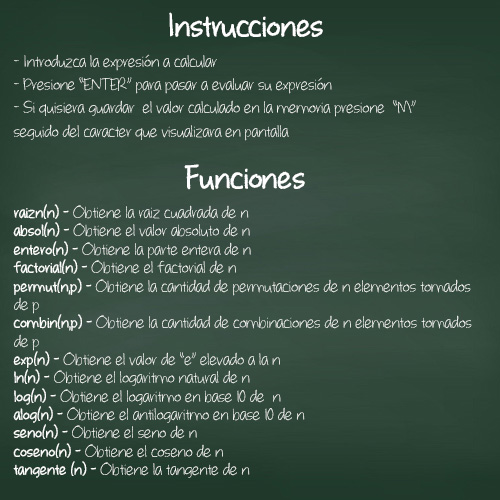 Instrucciones
- Introduzca la expresión a calcular
- Presione "ENTER" para pasar a evaluar su expresión
- Si quisiera guardar el valor calculado en la memoria presione "M"
seguido del caracter que visualizara en pantalla
Funciones
raizn(n) - Obtiene la raiz cuadrada de n
absol(n) - Obtiene el valor absoluto de n
entero(n) - Obtiene la parte entera de n
factorial(n) - Obtiene el factorial de n
permut(n,p) - Obtiene la cantidad de permutaciones de n elementos tomados
de p
combin(n,p) - Obtiene la cantidad de combinaciones de n elementos tomados
de p
exp(n) - Obtiene el valor de "e" elevado a la n
ln(n) - Obtiene el logaritmo natural de n
log(n) - Obtiene el logaritmo en base 10 de n
alog(n) - Obtiene el antilogaritmo en base 10 de n
seno(n) - Obtiene el seno de n
coseno(n) - Obtiene el coseno de n
tangente (n) - Obtiene la tangente de n